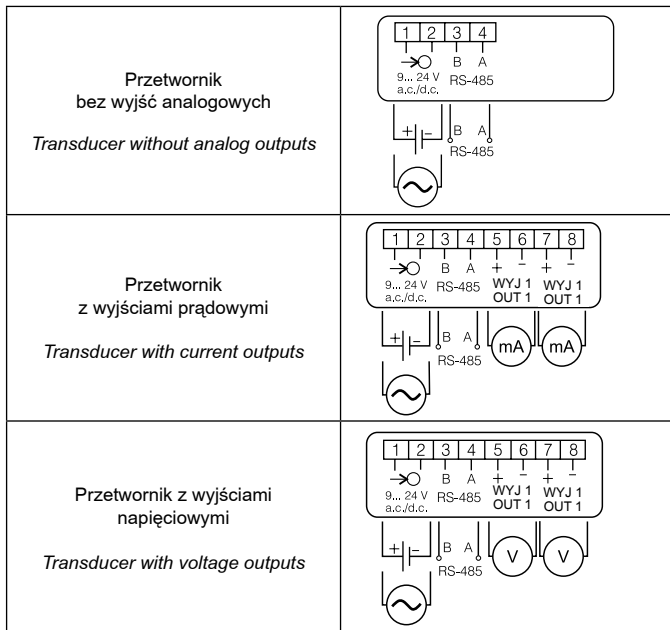 Przetwornik
bez wyjść analogowych
Transducer without analog outputs
1 2 3 4
B A
9... 24 V RS-485
a.c./d.c.
+ − B A
RS-485
Przetwornik
z wyjściami prądowymi
Transducer with current outputs
1 2 3 4 5 6 7 8
B A + − + −
9... 24 V RS-485 WYJ 1 WYJ 1
a.c./d.c. OUT 1 OUT 1
+ − B A mA mA
RS-485
Przetwornik z wyjściami
napięciowymi
Transducer with voltage outputs
1 2 3 4 5 6 7 8
B A + − + −
9... 24 V RS-485 WYJ 1 WYJ 1
a.c./d.c. OUT 1 OUT 1
+ − B A V V
RS-485